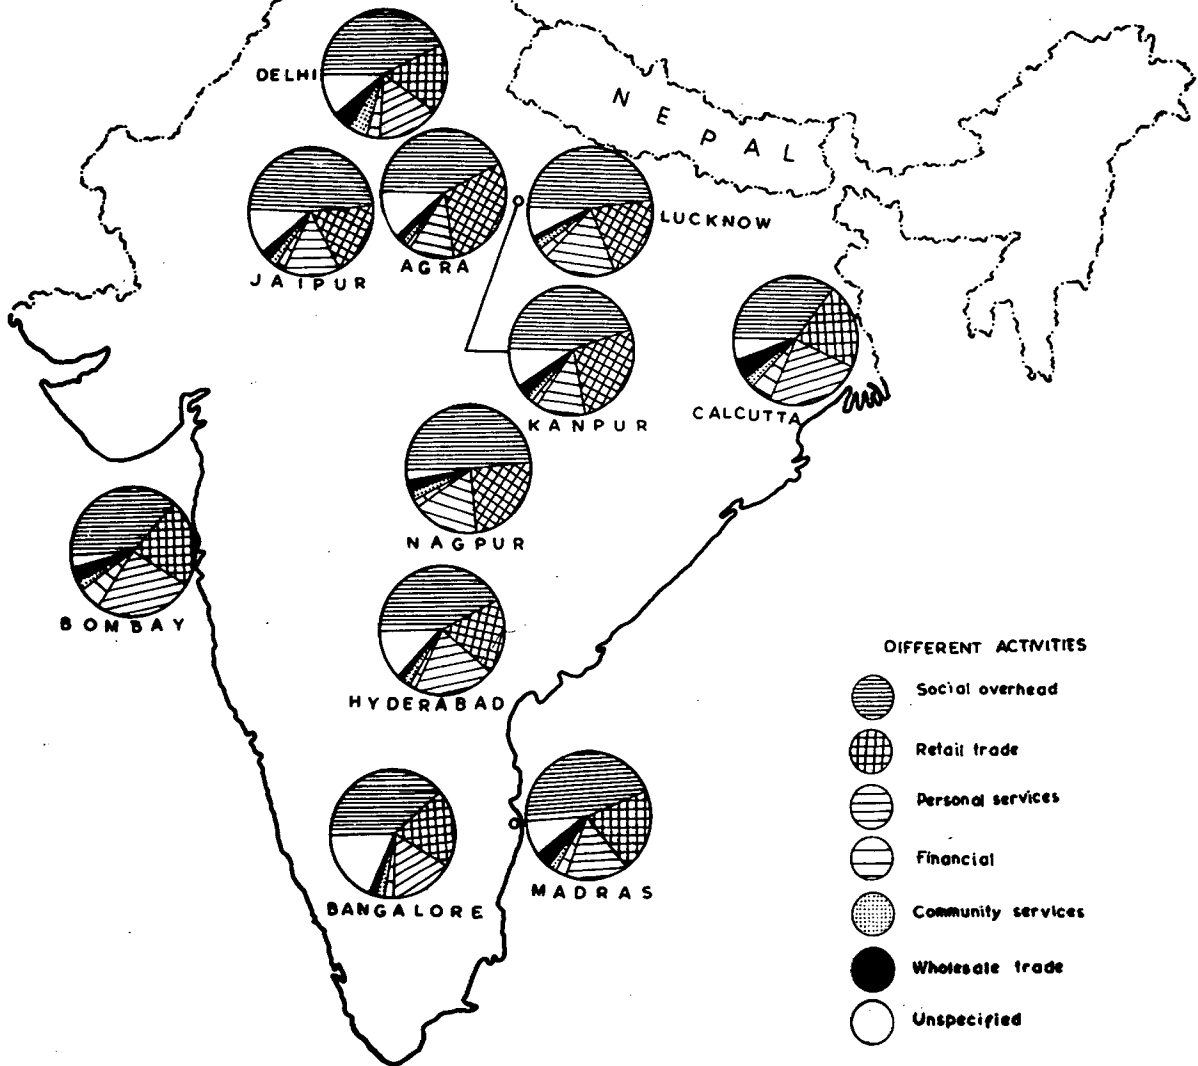 DELHI
NEPAL
LUCKNOW
JAIPUR
AGRA
KANPUR
CALCUTTA
NAGPUR
BOMBAY
HYDERABAD
BANGALORE
MADRAS
DIFFERENT ACTIVITIES
Social overhead
Retail trade
Personal services
Financial
Community services
Wholesale trade
Unspecified